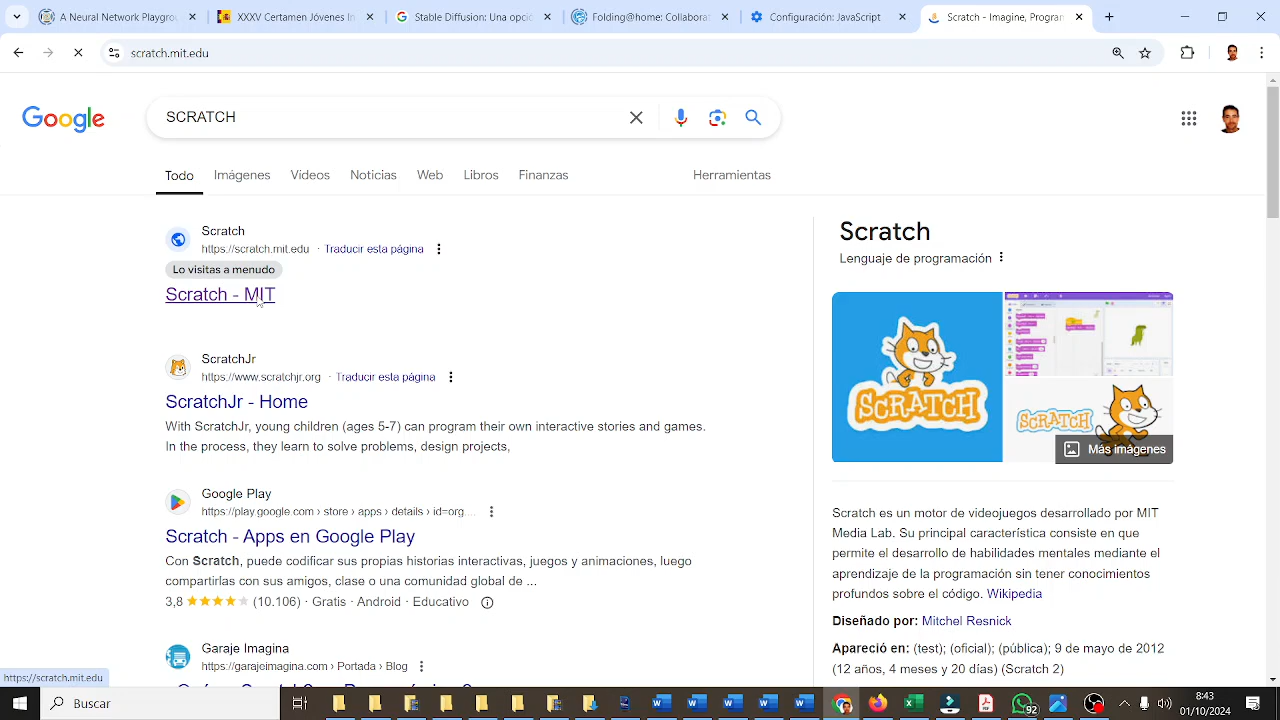 A Neural Network Playgro
XXXV Certamen Jóvenes In
Stable Diffusion: Una opció
Folding@home: Collabora
Configuración: JavaScript
Scratch - Imagine, Program
scratch.mit.edu
Google
SCRATCH
Todo
Imágenes
Vídeos
Noticias
Web
Libros
Finanzas
Herramientas
Scratch
https://scratch.mit.edu · Traducir esta página
Lo visitas a menudo
Scratch - MIT
ScratchJr
https://www.scratchjr.org · Traducir esta página
ScratchJr - Home
With ScratchJr, young children (ages 5-7) can program their own interactive stories and games.
In the process, they learn to solve problems, design projects,
Google Play
https://play.google.com › store › apps › details › id=org....
Scratch - Apps en Google Play
Con Scratch, puede codificar sus propias historias interactivas, juegos y animaciones, luego
compartirlas con sus amigos, clase o una comunidad global de ...
3,8 ★★★★★ (10.106) · Gratis · Android · Educativo
Garaje Imagina
https://garajeimagina.com › Portada › Blog
Scratch
Lenguaje de programación
SCRATCH
SCRATCH
Más imágenes
Scratch es un motor de videojuegos desarrollado por MIT
Media Lab. Su principal característica consiste en que
permite el desarrollo de habilidades mentales mediante el
aprendizaje de la programación sin tener conocimientos
profundos sobre el código. Wikipedia
Diseñado por: Mitchel Resnick
Apareció en: (test); (oficial); (pública); 9 de mayo de 2012
(12 años, 4 meses y 20 días) (Scratch 2)
https://scratch.mit.edu
Buscar
92
8:43
01/10/2024